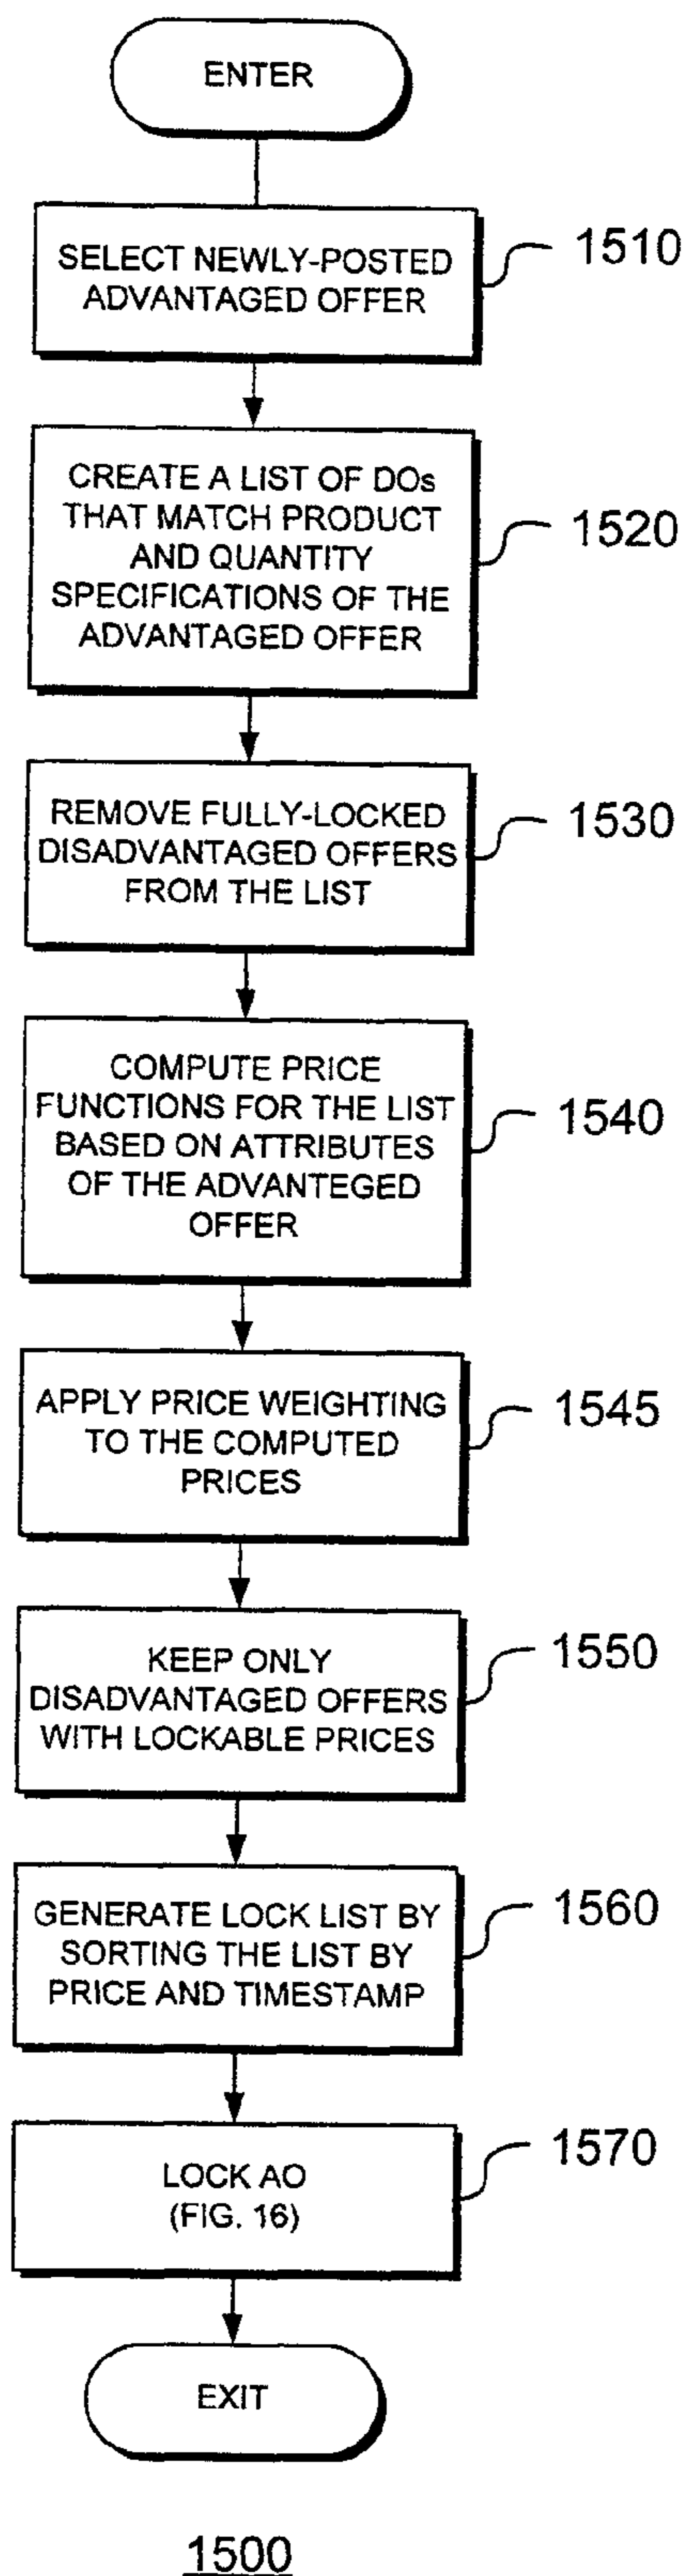 ENTER
SELECT NEWLY-POSTED
ADVANTAGED OFFER
1510
CREATE A LIST OF DOs
THAT MATCH PRODUCT
AND QUANTITY
SPECIFICATIONS OF THE
ADVANTAGED OFFER
1520
REMOVE FULLY-LOCKED
DISADVANTAGED OFFERS
FROM THE LIST
1530
COMPUTE PRICE
FUNCTIONS FOR THE LIST
BASED ON ATTRIBUTES
OF THE ADVANTEGED
OFFER
1540
APPLY PRICE WEIGHTING
TO THE COMPUTED
PRICES
1545
KEEP ONLY
DISADVANTAGED OFFERS
WITH LOCKABLE PRICES
1550
GENERATE LOCK LIST BY
SORTING THE LIST BY
PRICE AND TIMESTAMP
1560
LOCK AO
(FIG. 16)
1570
EXIT
1500